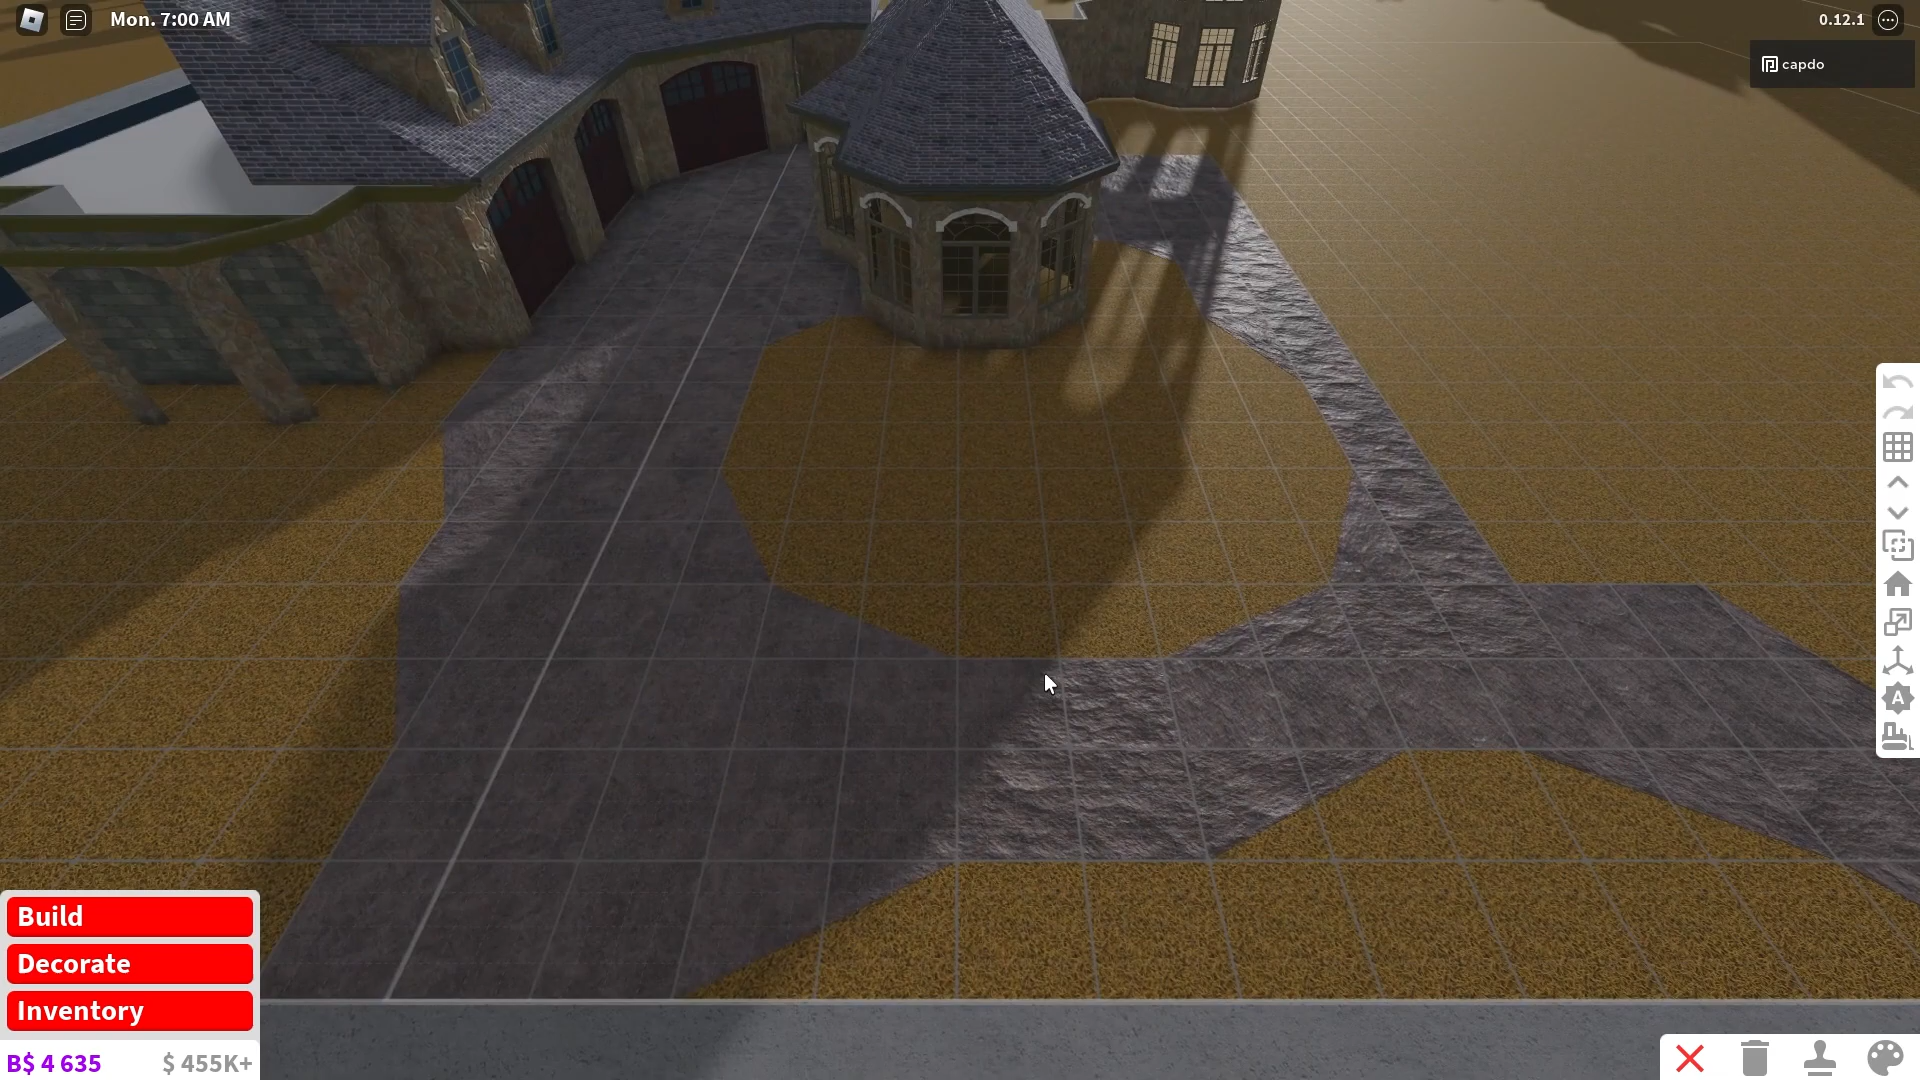 Mon. 7:00 AM
0.12.1
capdo
A
Build
Decorate
Inventory
B$ 4 635
$ 455K+